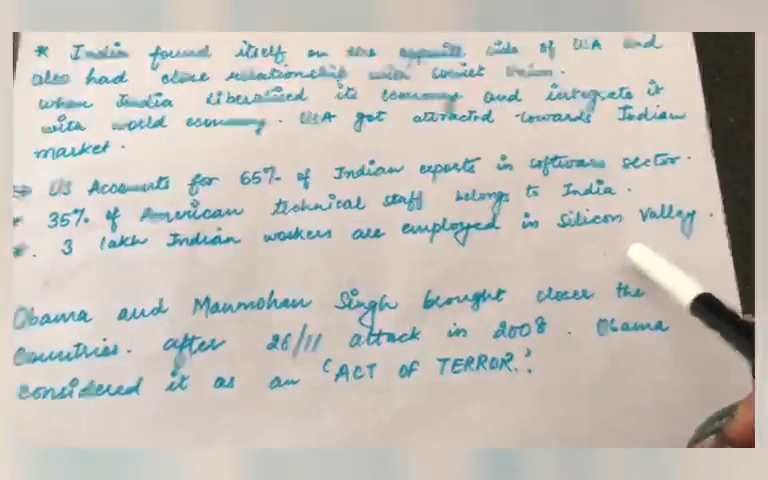 * India found itself on the opposite side of USA and
also had close relationship with Soviet Union.
when India liberalised its economy and integrate it
with world economy. USA got attracted towards Indian
market.
⇒ US Accounts for 65% of Indian exports in software sector.
* 35% of American technical staff belongs to India.
* . 3 lakh Indian workers are employed in Silicon Valley.
Obama and Manmohan Singh brought closer the
Countries. after 26/11 attack in 2008. Obama
considered it as an 'ACT OF TERROR.'